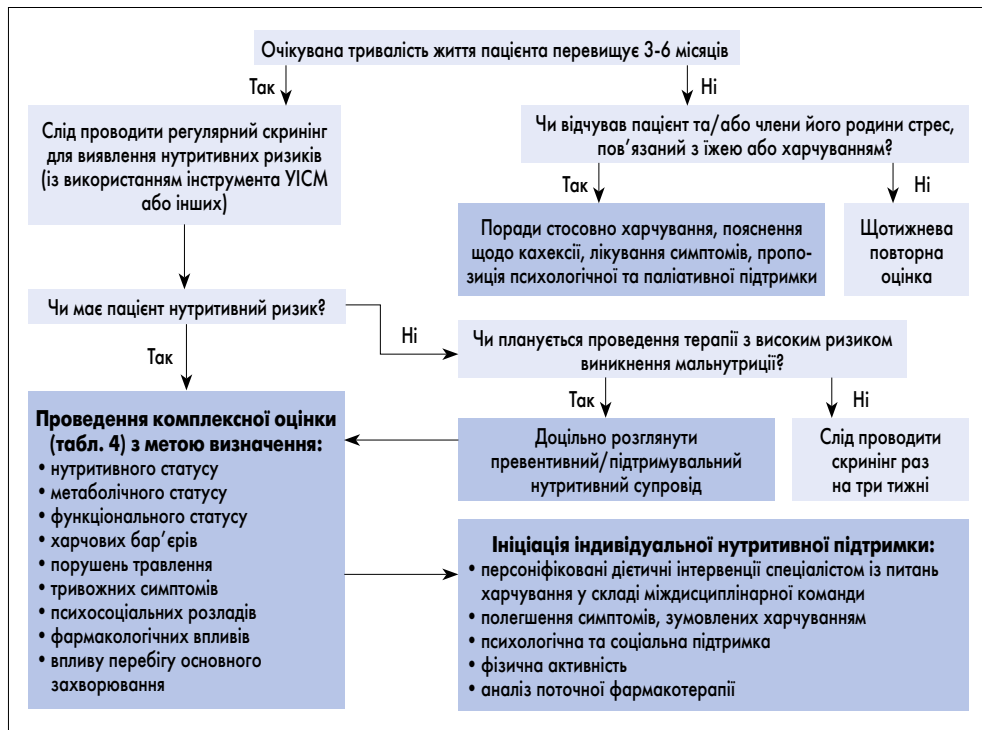 Очікувана тривалість життя пацієнта перевищує 3-6 місяців
Так
Ні
Слід проводити регулярний скринінг
для виявлення нутритивних ризиків
(із використанням інструмента УІСМ
або інших)
Чи відчував пацієнт та/або члени його родини стрес,
пов’язаний з їжею або харчуванням?
Так
Ні
Поради стосовно харчування, пояснення
щодо кахексії, лікування симптомів, пропо-
зиція психологічної та паліативної підтримки
Щотижнева
повторна
оцінка
Чи має пацієнт нутритивний ризик?
Ні
Так
Чи планується проведення терапії з високим ризиком
виникнення мальнутриції?
Так
Ні
Доцільно розглянути
превентивний/підтримувальний
нутритивний супровід
Слід проводити
скринінг раз
на три тижні
Проведення комплексної оцінки
(табл. 4) з метою визначення:
• нутритивного статусу
• метаболічного статусу
• функціонального статусу
• харчових бар’єрів
• порушень травлення
• тривожних симптомів
• психосоціальних розладів
• фармакологічних впливів
• впливу перебігу основного
захворювання
Ініціація індивідуальної нутритивної підтримки:
• персоніфіковані дієтичні інтервенції спеціалістом із питань
харчування у складі міждисциплінарної команди
• полегшення симптомів, зумовлених харчуванням
• психологічна та соціальна підтримка
• фізична активність
• аналіз поточної фармакотерапії